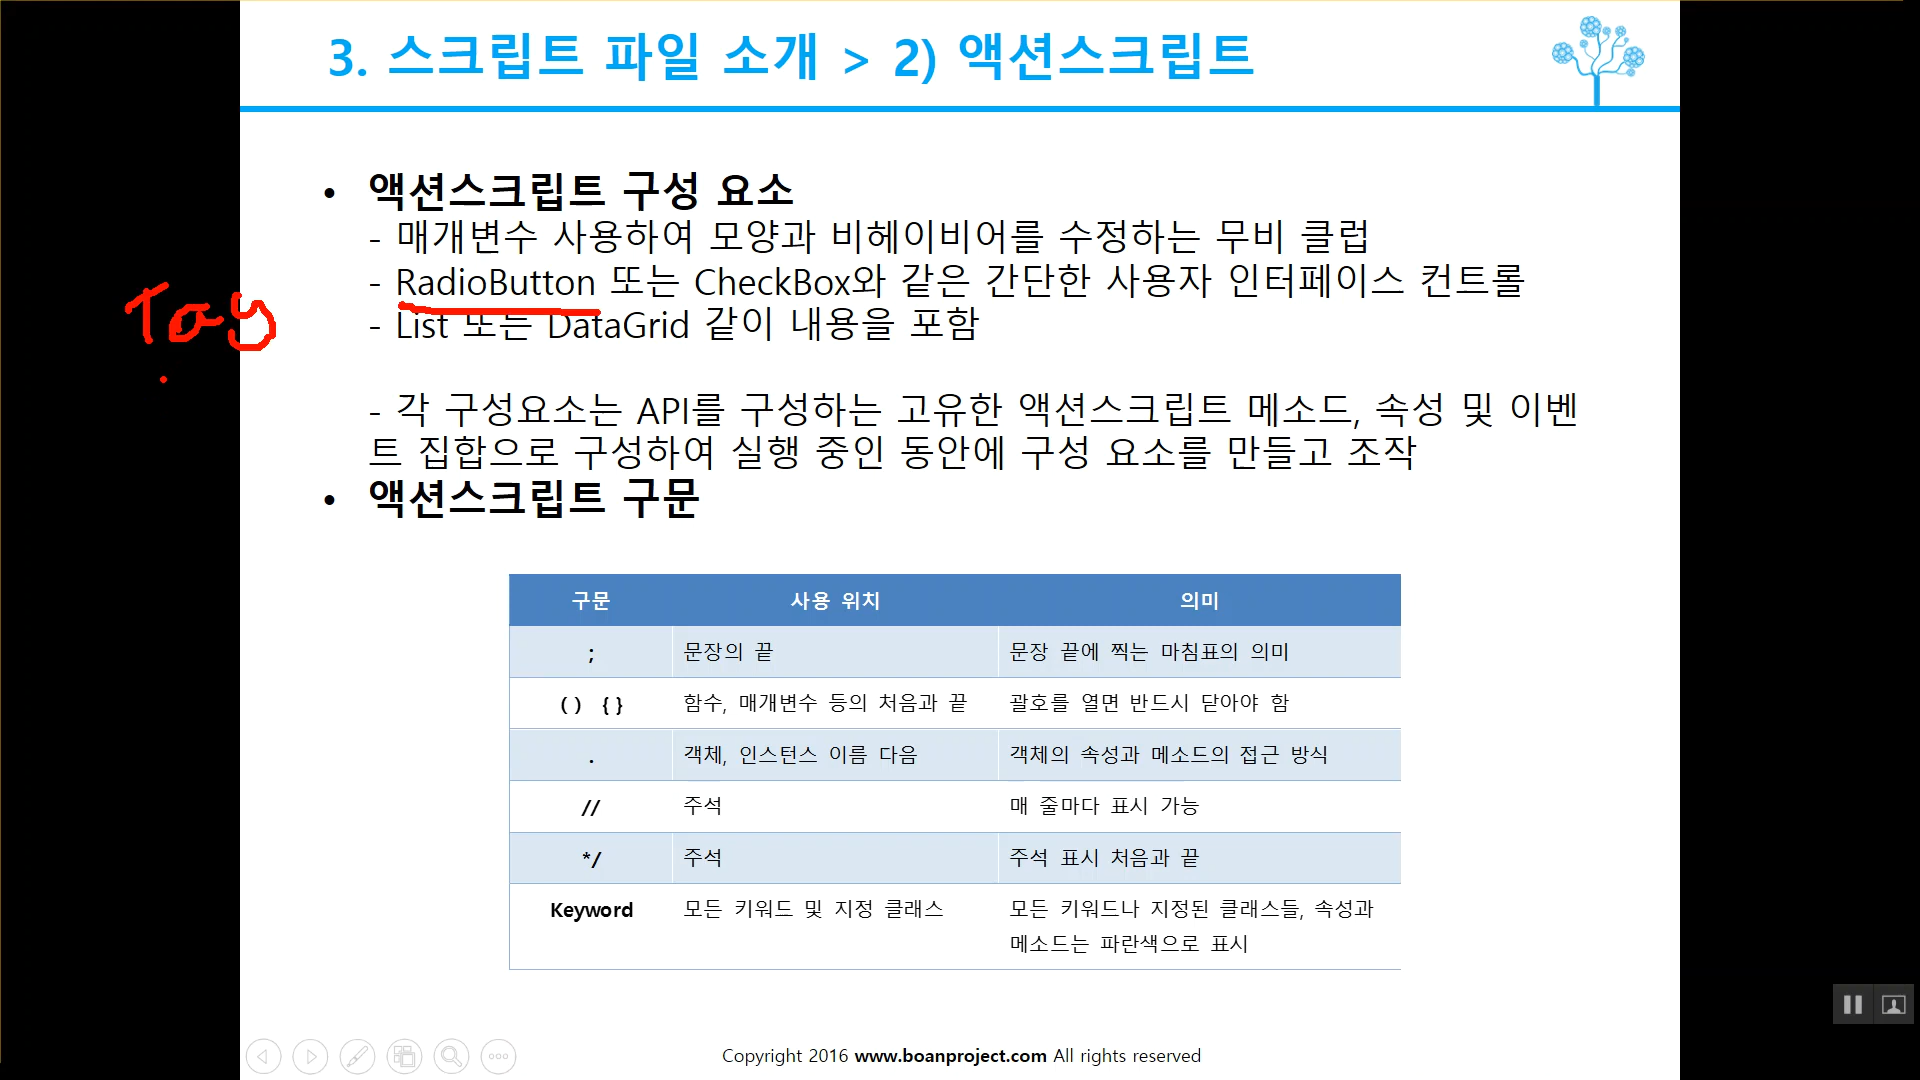 3. 스크립트 파일 소개 > 2) 액션스크립트
• 액션스크립트 구성 요소
- 매개변수 사용하여 모양과 비헤이비어를 수정하는 무비 클럽
- RadioButton 또는 CheckBox와 같은 간단한 사용자 인터페이스 컨트롤
Tag
- List 또는 DataGrid 같이 내용을 포함
- 각 구성요소는 API를 구성하는 고유한 액션스크립트 메소드, 속성 및 이벤
트 집합으로 구성하여 실행 중인 동안에 구성 요소를 만들고 조작
• 액션스크립트 구문
구문 사용 위치 의미
; 문장의 끝 문장 끝에 찍는 마침표의 의미
( ) { } 함수, 매개변수 등의 처음과 끝 괄호를 열면 반드시 닫아야 함
. 객체, 인스턴스 이름 다음 객체의 속성과 메소드의 접근 방식
// 주석 매 줄마다 표시 가능
*/ 주석 주석 표시 처음과 끝
Keyword 모든 키워드 및 지정 클래스 모든 키워드나 지정된 클래스들, 속성과
메소드는 파란색으로 표시
Copyright 2016 www.boanproject.com All rights reserved